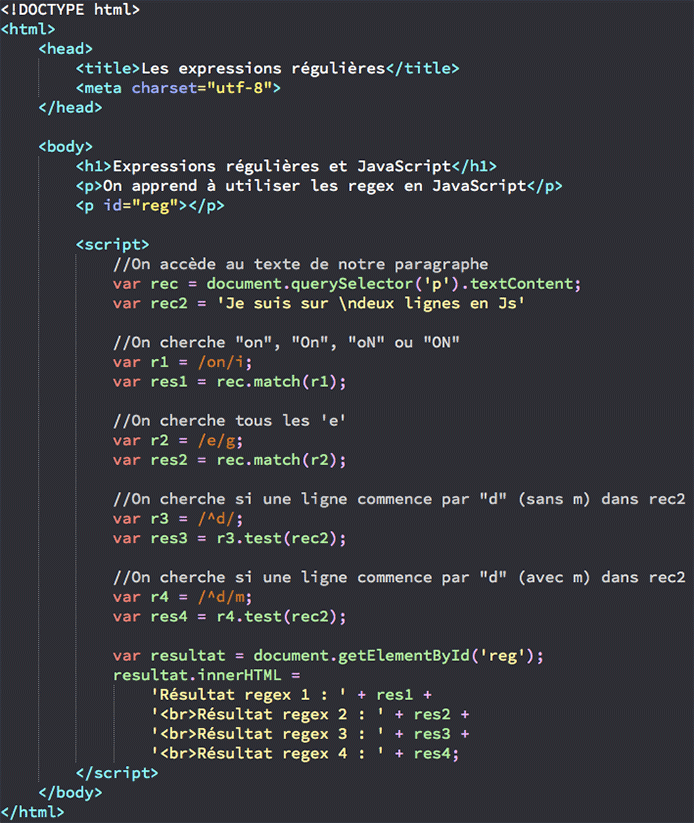 <!DOCTYPE html>
<html>
    <head>
        <title>Les expressions régulières</title>
        <meta charset="utf-8">
    </head>

    <body>
        <h1>Expressions régulières et JavaScript</h1>
        <p>On apprend à utiliser les regex en JavaScript</p>
        <p id="reg"></p>

        <script>
            //On accède au texte de notre paragraphe
            var rec = document.querySelector('p').textContent;
            var rec2 = 'Je suis sur \ndeux lignes en Js'

            //On cherche "on", "On", "oN" ou "ON"
            var r1 = /on/i;
            var res1 = rec.match(r1);

            //On cherche tous les 'e'
            var r2 = /e/g;
            var res2 = rec.match(r2);

            //On cherche si une ligne commence par "d" (sans m) dans rec2
            var r3 = /^d/;
            var res3 = r3.test(rec2);

            //On cherche si une ligne commence par "d" (avec m) dans rec2
            var r4 = /^d/m;
            var res4 = r4.test(rec2);

            var resultat = document.getElementById('reg');
            resultat.innerHTML =
                'Résultat regex 1 : ' + res1 +
                '<br>Résultat regex 2 : ' + res2 +
                '<br>Résultat regex 3 : ' + res3 +
                '<br>Résultat regex 4 : ' + res4;
        </script>
    </body>
</html>